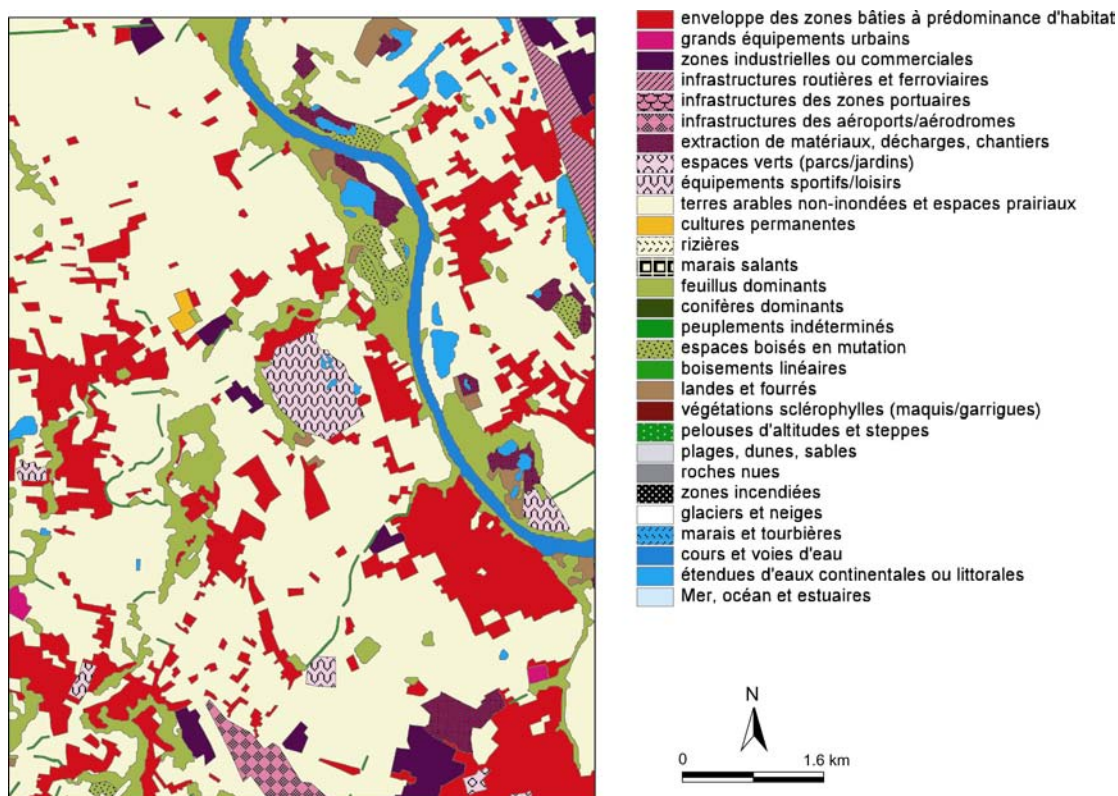 enveloppe des zones bâties à prédominance d'habitat
grands équipements urbains
zones industrielles ou commerciales
infrastructures routières et ferroviaires
infrastructures des zones portuaires
infrastructures des aéroports/aérodromes
extraction de matériaux, décharges, chantiers
espaces verts (parcs/jardins)
équipements sportifs/loisirs
terres arables non-inondées et espaces prairiaux
cultures permanentes
rizières
marais salants
feuillus dominants
conifères dominants
peuplements indéterminés
espaces boisés en mutation
boisements linéaires
landes et fourrés
végétations sclérophylles (maquis/garrigues)
pelouses d'altitudes et steppes
plages, dunes, sables
roches nues
zones incendiées
glaciers et neiges
marais et tourbières
cours et voies d'eau
étendues d'eaux continentales ou littorales
Mer, océan et estuaires
N
0 1.6 km